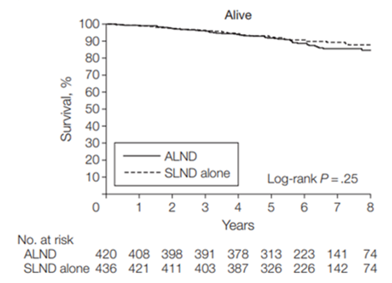 Alive
100
90
80
70
60
50
40
30
20
10
Survival, %
ALND
SLND alone
Log-rank P = .25
0 1 2 3 4 5 6 7 8
Years
No. at risk
ALND 420 408 398 391 378 313 223 141 74
SLND alone 436 421 411 403 387 326 226 142 74